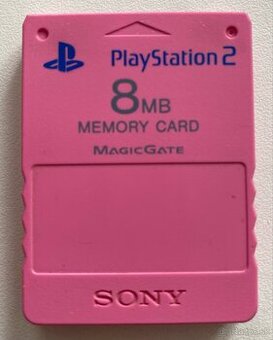 PlayStation 2
8MB
MEMORY CARD
MAGICGATE
SONY